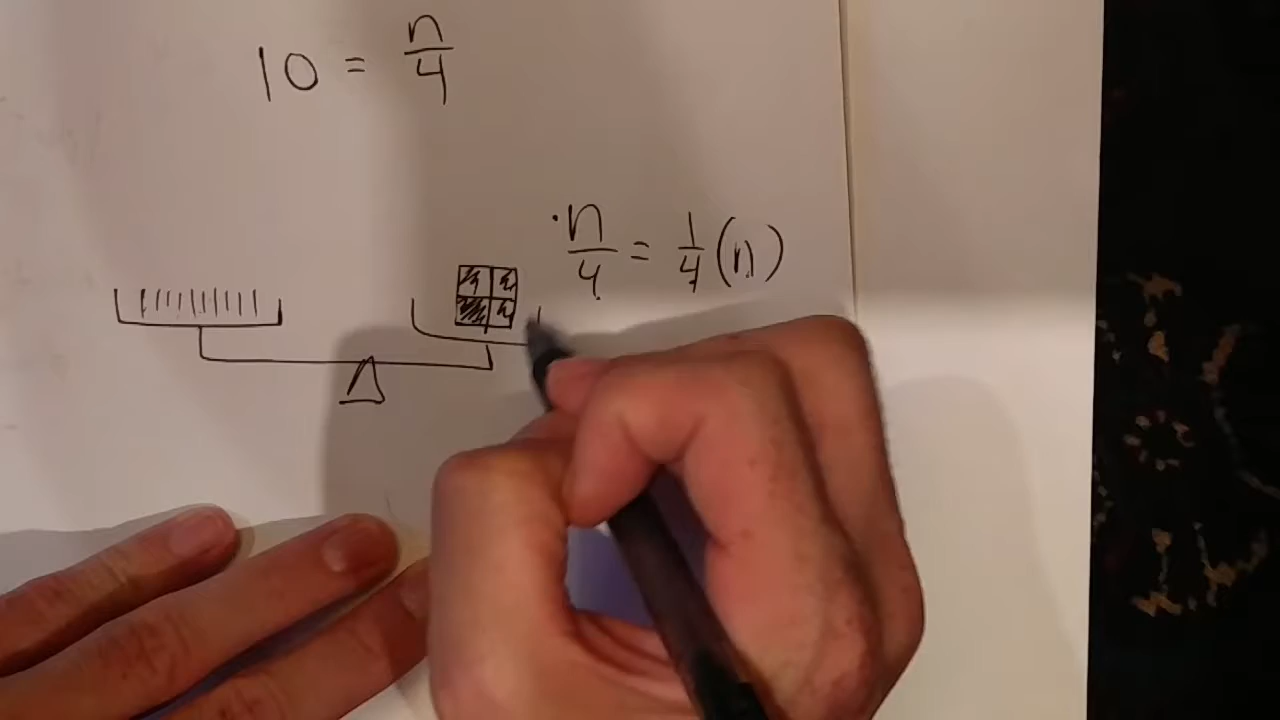 10 = n/4
n/4 = 1/4 (n)